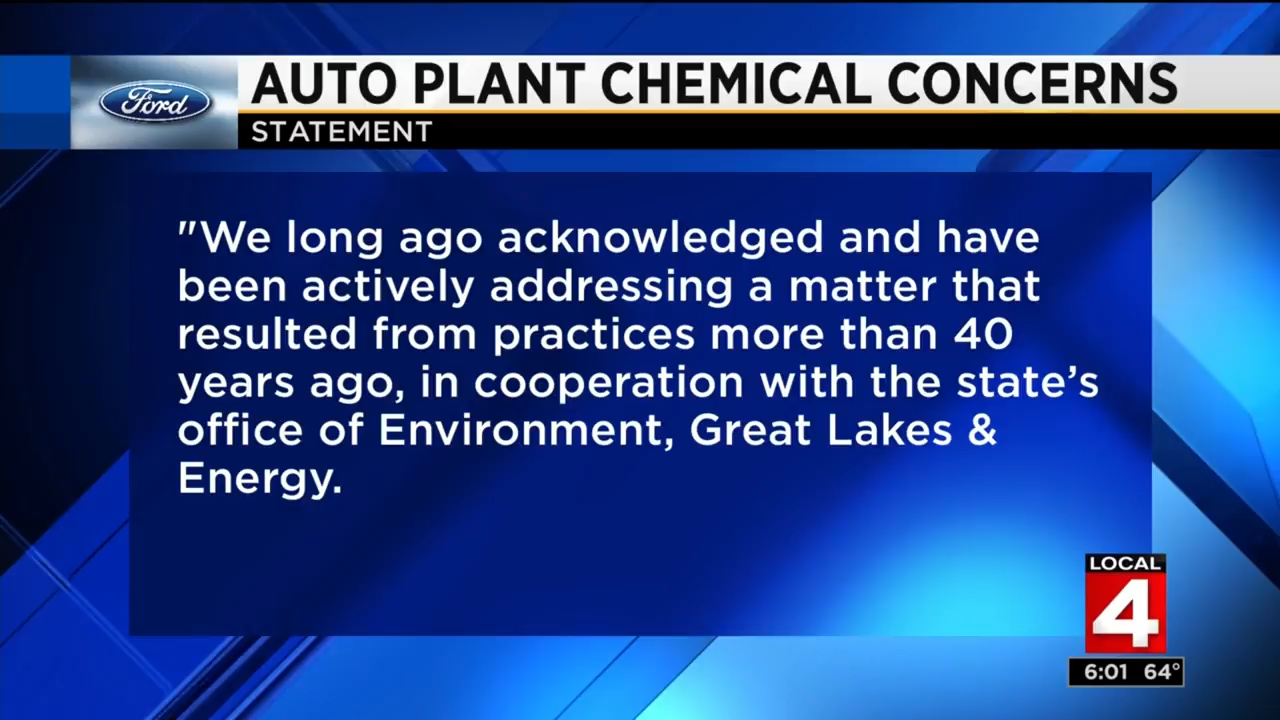 Ford
AUTO PLANT CHEMICAL CONCERNS
STATEMENT
"We long ago acknowledged and have
been actively addressing a matter that
resulted from practices more than 40
years ago, in cooperation with the state’s
office of Environment, Great Lakes &
Energy.
LOCAL
4
6:01 64°